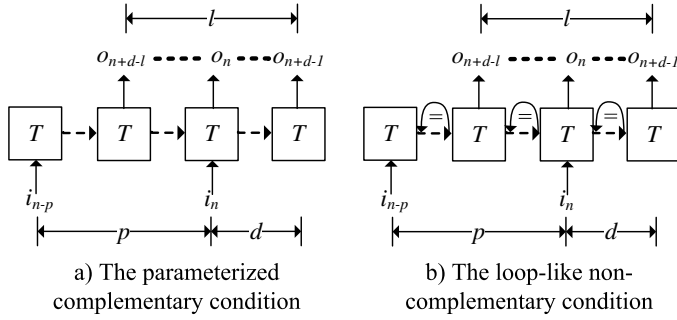 l l
o_{n+d-l} o_n o_{n+d-1} o_{n+d-l} o_n o_{n+d-1}
= = =
T T T T T T T T
i_{n-p} i_n i_{n-p} i_n
p d p d
a) The parameterized
complementary condition
b) The loop-like non-
complementary condition